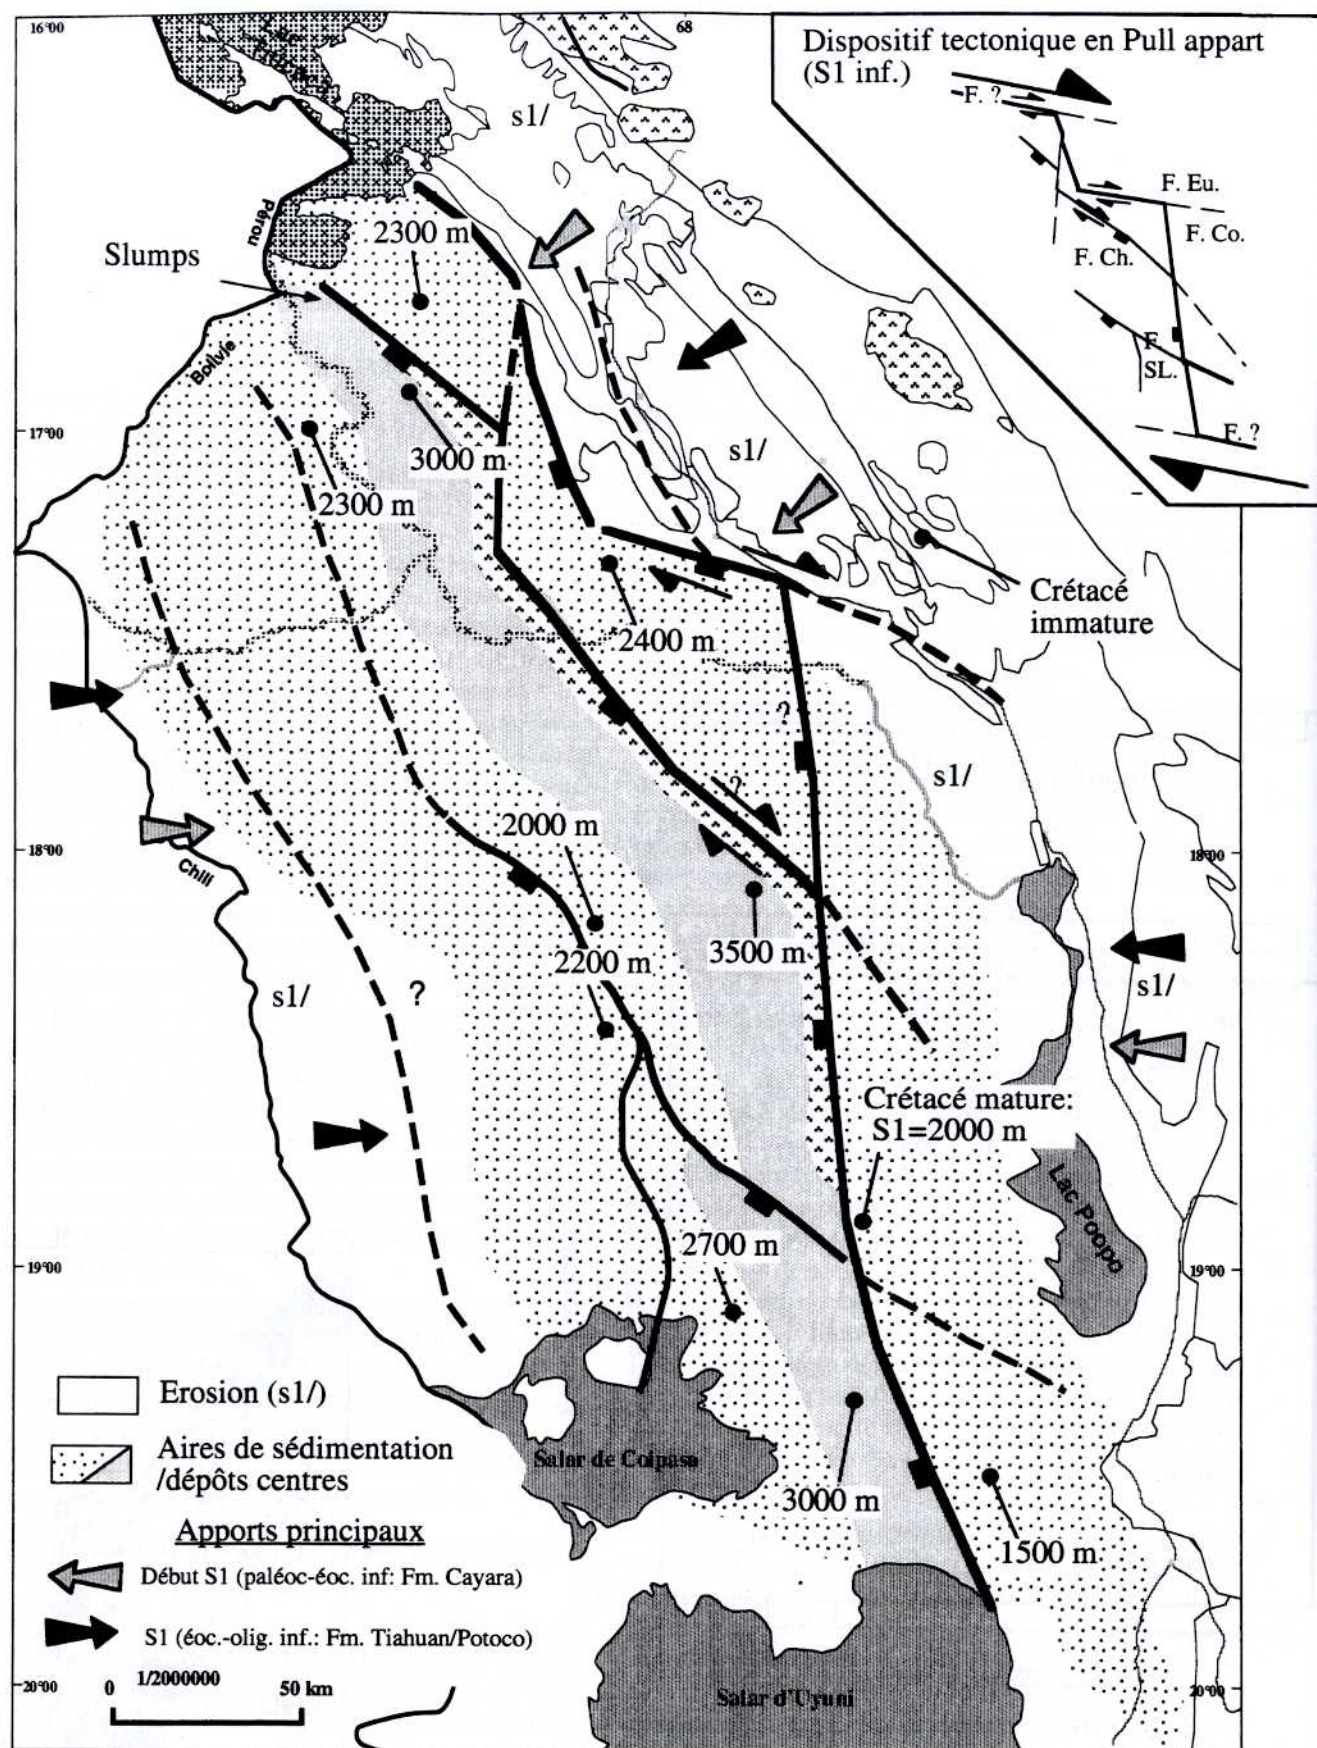 16°00
68
Dispositif tectonique en Pull appart
(S1 inf.)
F. ?
F. Eu.
F. Co.
F. Ch.
F.
SL.
F. ?
s1/
Pérou
2300 m
Slumps
Bolivie
17°00
3000 m
s1/
2300 m
Crétacé
immature
2400 m
?
s1/
?
2000 m
18°00
18°00
Chili
3500 m
2200 m
s1/
?
s1/
Crétacé mature:
S1=2000 m
Lac Poopo
2700 m
19°00
19°00
Erosion (s1/)
Aires de sédimentation
/dépôts centres
Salar de Coipasa
3000 m
1500 m
Apports principaux
Début S1 (paléoc-éoc. inf: Fm. Cayara)
S1 (éoc.-olig. inf.: Fm. Tiahuan/Potoco)
1/2000000
0 50 km
20°00
Salar d'Uyuni
20°00